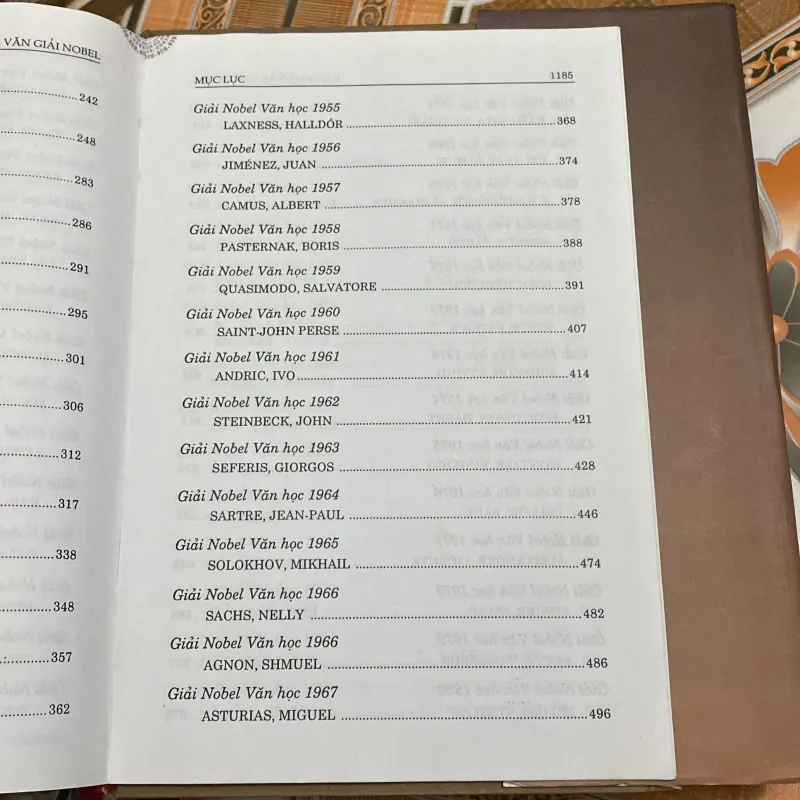 VĂN GIẢI NOBEL
242
248
283
286
291
295
301
306
312
317
338
348
357
362
MỤC LỤC 1185
Giải Nobel Văn học 1955
LAXNESS, HALLDÓR 368
Giải Nobel Văn học 1956
JIMÉNEZ, JUAN 374
Giải Nobel Văn học 1957
CAMUS, ALBERT 378
Giải Nobel Văn học 1958
PASTERNAK, BORIS 388
Giải Nobel Văn học 1959
QUASIMODO, SALVATORE 391
Giải Nobel Văn học 1960
SAINT-JOHN PERSE 407
Giải Nobel Văn học 1961
ANDRIC, IVO 414
Giải Nobel Văn học 1962
STEINBECK, JOHN 421
Giải Nobel Văn học 1963
SEFERIS, GIORGOS 428
Giải Nobel Văn học 1964
SARTRE, JEAN-PAUL 446
Giải Nobel Văn học 1965
SOLOKHOV, MIKHAIL 474
Giải Nobel Văn học 1966
SACHS, NELLY 482
Giải Nobel Văn học 1966
AGNON, SHMUEL 486
Giải Nobel Văn học 1967
ASTURIAS, MIGUEL 496